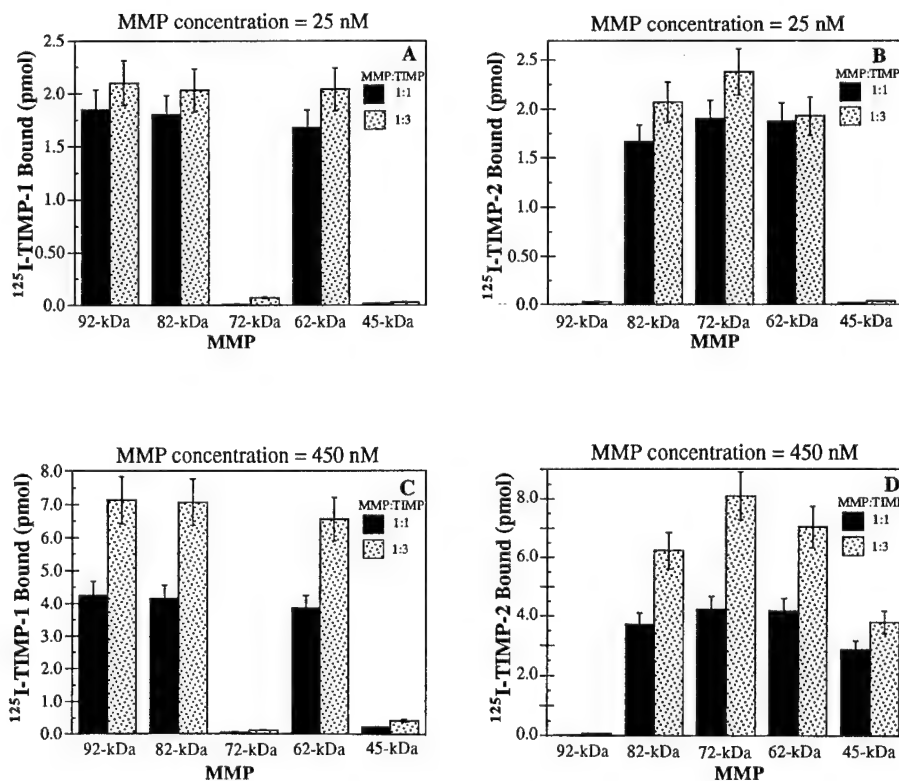 MMP concentration = 25 nM
A
MMP:TIMP
1:1
1:3
¹²⁵I-TIMP-1 Bound (pmol)
2.5
2.0
1.5
1.0
0.50
0.0
92-kDa 82-kDa 72-kDa 62-kDa 45-kDa
MMP
MMP concentration = 25 nM
B
MMP:TIMP
1:1
1:3
¹²⁵I-TIMP-2 Bound (pmol)
2.5
2.0
1.5
1.0
0.50
0.0
92-kDa 82-kDa 72-kDa 62-kDa 45-kDa
MMP
MMP concentration = 450 nM
C
MMP:TIMP
1:1
1:3
¹²⁵I-TIMP-1 Bound (pmol)
7.0
6.0
5.0
4.0
3.0
2.0
1.0
0.0
92-kDa 82-kDa 72-kDa 62-kDa 45-kDa
MMP
MMP concentration = 450 nM
D
MMP:TIMP
1:1
1:3
¹²⁵I-TIMP-2 Bound (pmol)
8.0
6.0
4.0
2.0
0.0
92-kDa 82-kDa 72-kDa 62-kDa 45-kDa
MMP